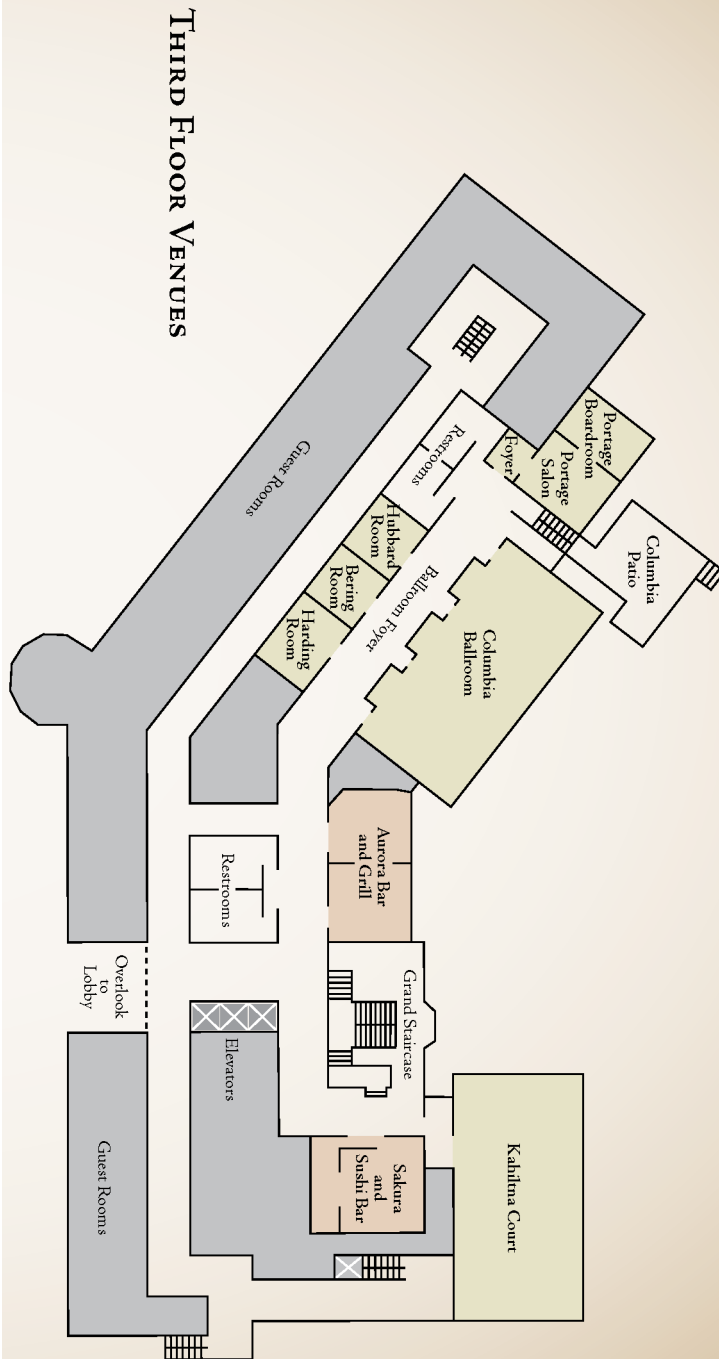 THIRD FLOOR VENUES
Portage
Boardroom
Portage
Salon
Foyer
Restrooms
Columbia
Patio
Guest Rooms
Hubbard
Room
Bering
Room
Harding
Room
Ballroom Foyer
Columbia
Ballroom
Aurora Bar
and Grill
Restrooms
Overlook
to
Lobby
Grand Staircase
Elevators
Guest Rooms
Sakura
and
Sushi Bar
Kahiltna Court